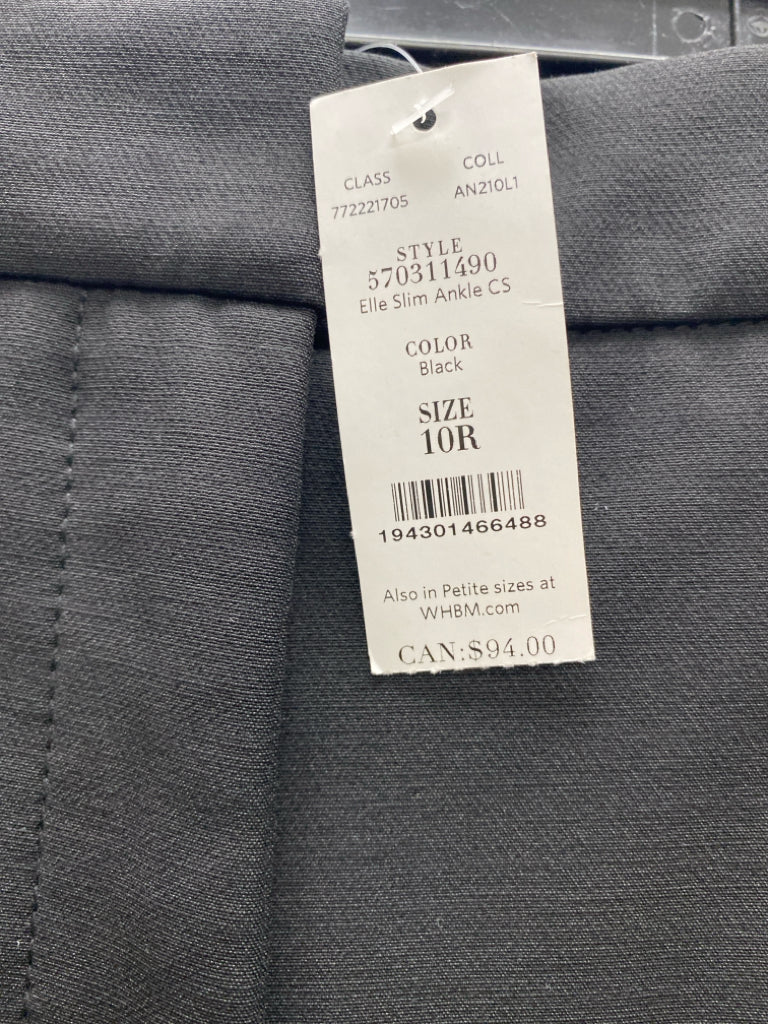 CLASS
772221705
COLL
AN210L1
STYLE
570311490
Elle Slim Ankle CS
COLOR
Black
SIZE
10R
194301466488
Also in Petite sizes at
WHBM.com
CAN:$94.00